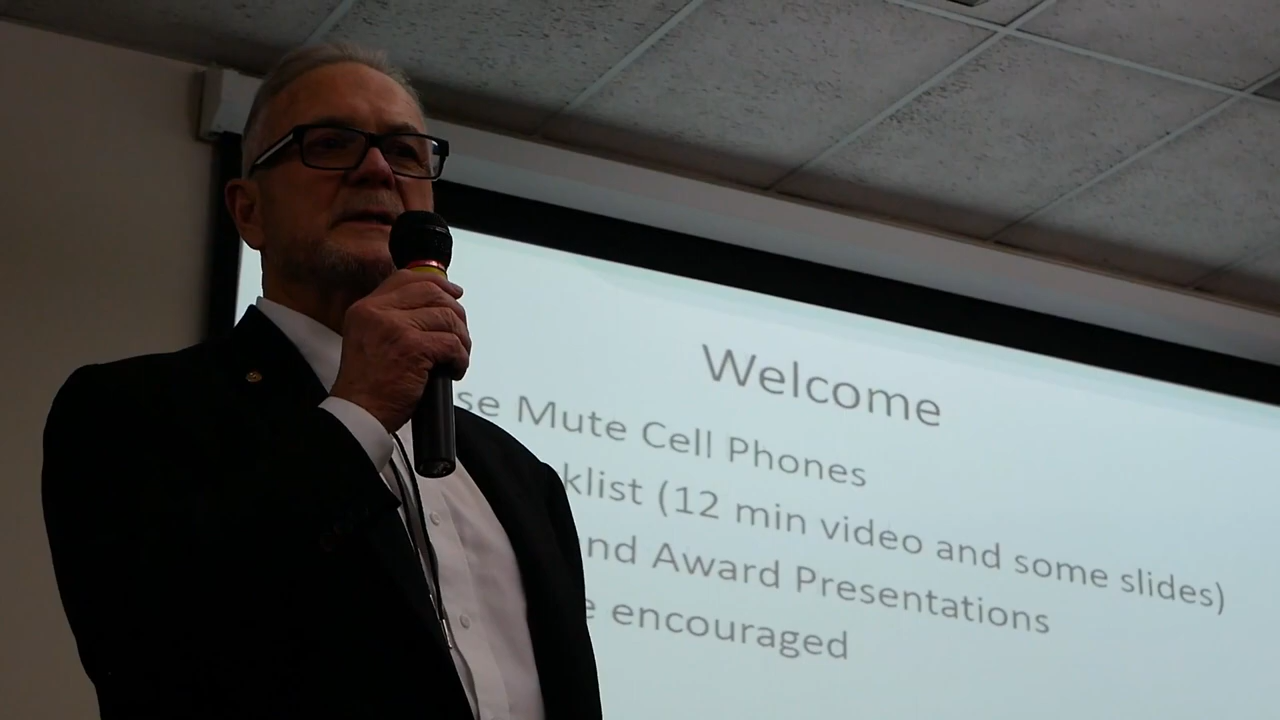 Welcome
se Mute Cell Phones
klist (12 min video and some slides)
nd Award Presentations
e encouraged